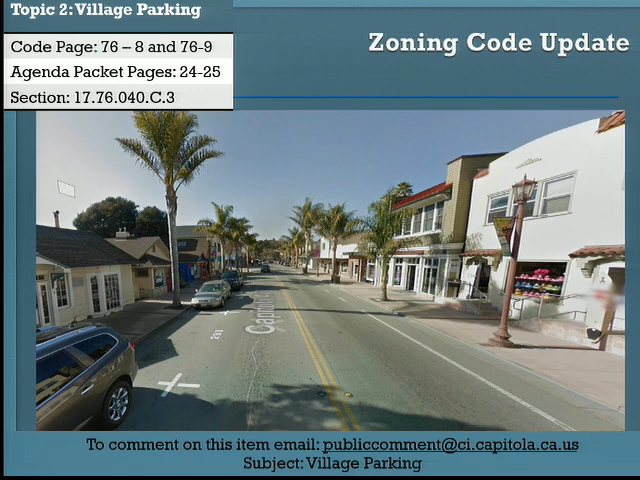 Topic 2: Village Parking
Code Page: 76 – 8 and 76-9
Agenda Packet Pages: 24-25
Section: 17.76.040.C.3
Zoning Code Update
To comment on this item email: publiccomment@ci.capitola.ca.us
Subject: Village Parking